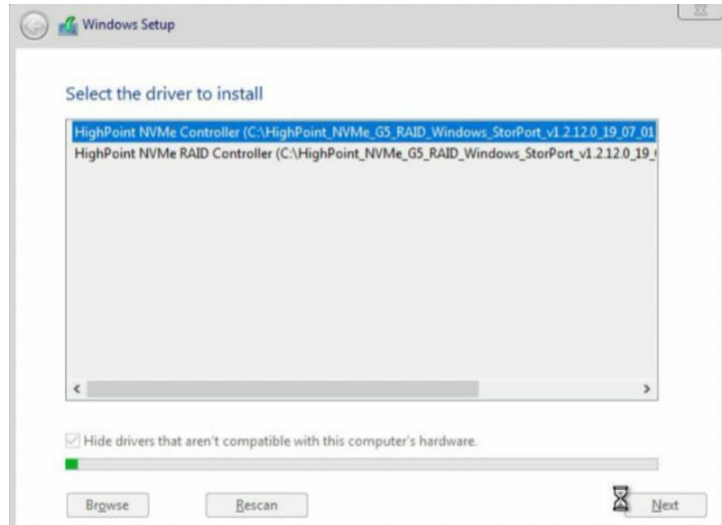 Windows Setup
Select the driver to install
HighPoint NVMe Controller (C:\HighPoint_NVMe_G5_RAID_Windows_StorPort_v1.2.12.0_19_07_01
HighPoint NVMe RAID Controller (C:\HighPoint_NVMe_G5_RAID_Windows_StorPort_v1.2.12.0_19_
Hide drivers that aren't compatible with this computer's hardware.
Browse Rescan Next